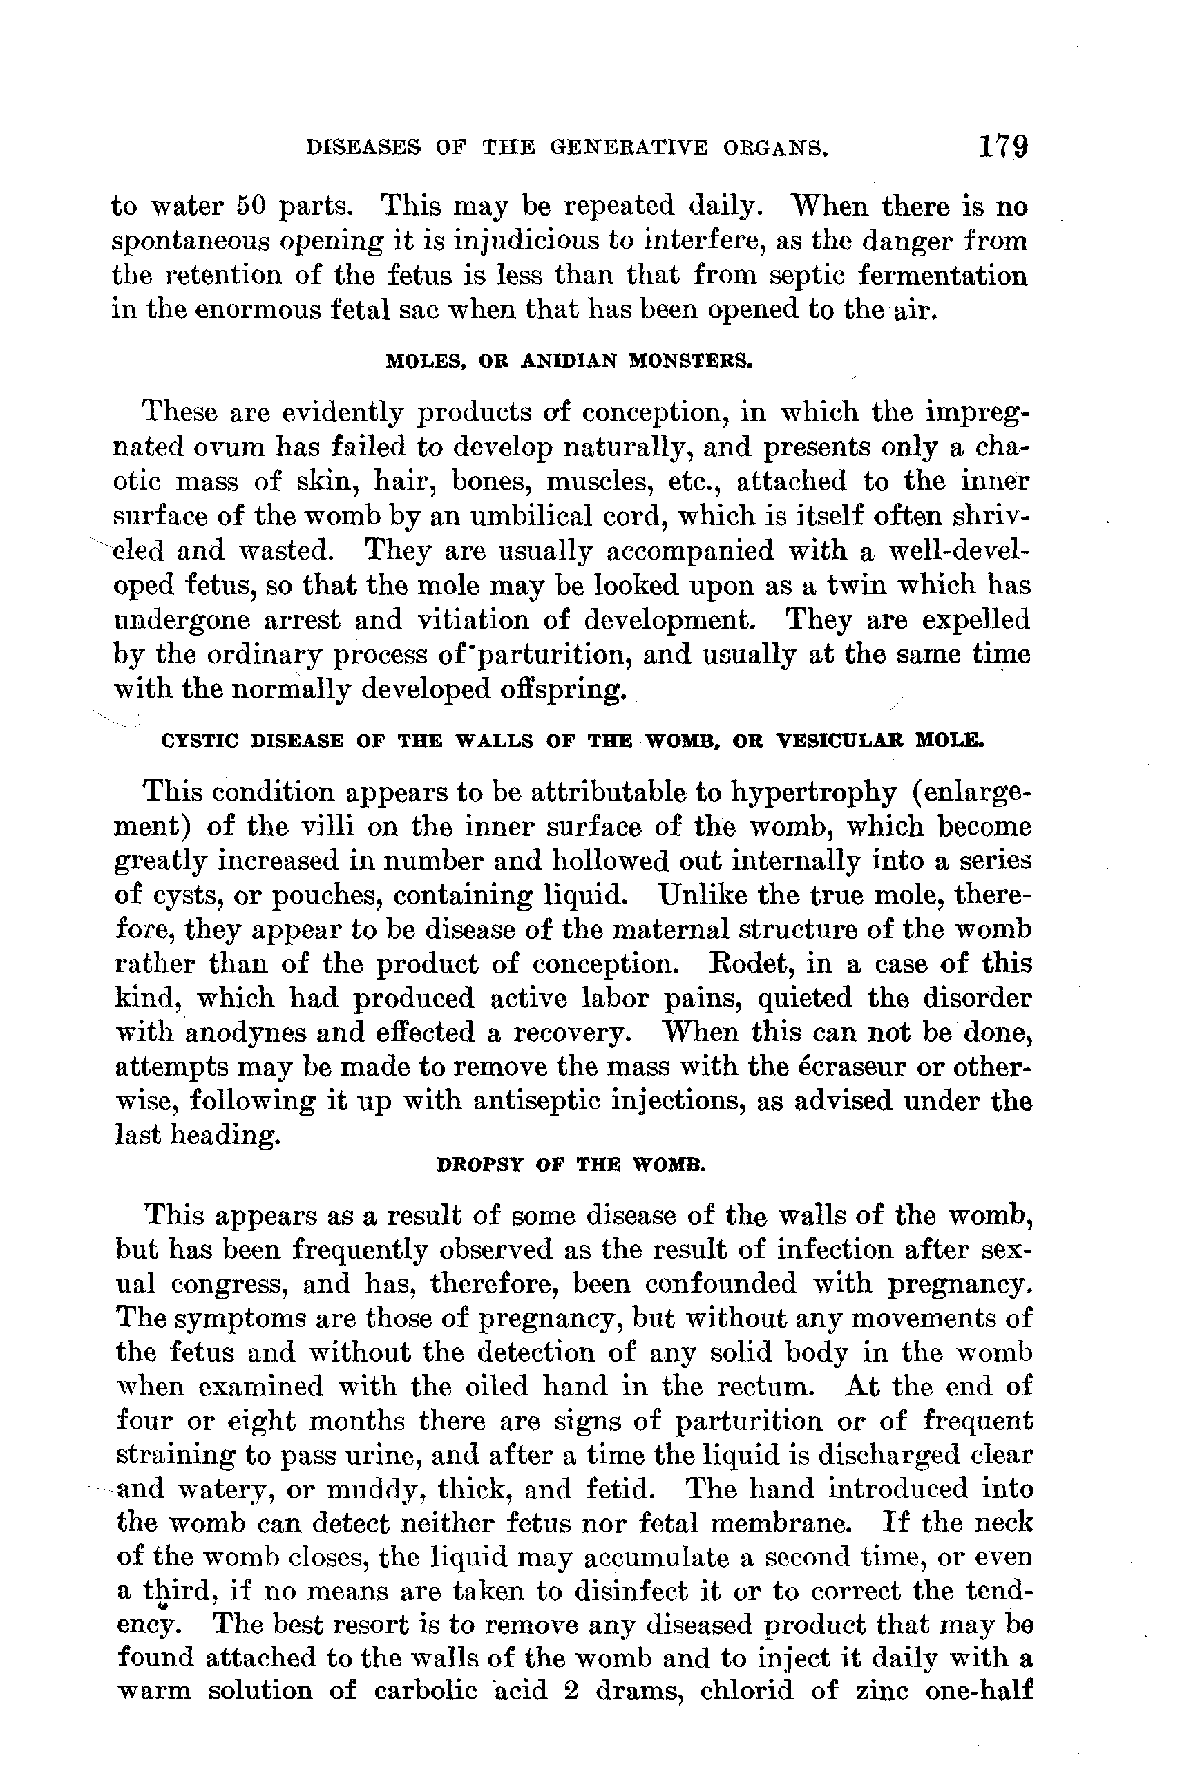 DISEASES OF THE GENERATIVE ORGANS. 179
to water 50 parts. This may be repeated daily. When there is no
spontaneous opening it is injudicious to interfere, as the danger from
the retention of the fetus is less than that from septic fermentation
in the enormous fetal sac when that has been opened to the air.
MOLES, OR ANIDIAN MONSTERS.
These are evidently products of conception, in which the impreg-
nated ovum has failed to develop naturally, and presents only a cha-
otic mass of skin, hair, bones, muscles, etc., attached to the inner
surface of the womb by an umbilical cord, which is itself often shriv-
eled and wasted. They are usually accompanied with a well-devel-
oped fetus, so that the mole may be looked upon as a twin which has
undergone arrest and vitiation of development. They are expelled
by the ordinary process of parturition, and usually at the same time
with the normally developed offspring.
CYSTIC DISEASE OF THE WALLS OF THE WOMB, OR VESICULAR MOLE.
This condition appears to be attributable to hypertrophy (enlarge-
ment) of the villi on the inner surface of the womb, which become
greatly increased in number and hollowed out internally into a series
of cysts, or pouches, containing liquid. Unlike the true mole, there-
fore, they appear to be disease of the maternal structure of the womb
rather than of the product of conception. Rodet, in a case of this
kind, which had produced active labor pains, quieted the disorder
with anodynes and effected a recovery. When this can not be done,
attempts may be made to remove the mass with the écraseur or other-
wise, following it up with antiseptic injections, as advised under the
last heading.
DROPSY OF THE WOMB.
This appears as a result of some disease of the walls of the womb,
but has been frequently observed as the result of infection after sex-
ual congress, and has, therefore, been confounded with pregnancy.
The symptoms are those of pregnancy, but without any movements of
the fetus and without the detection of any solid body in the womb
when examined with the oiled hand in the rectum. At the end of
four or eight months there are signs of parturition or of frequent
straining to pass urine, and after a time the liquid is discharged clear
and watery, or muddy, thick, and fetid. The hand introduced into
the womb can detect neither fetus nor fetal membrane. If the neck
of the womb closes, the liquid may accumulate a second time, or even
a third, if no means are taken to disinfect it or to correct the tend-
ency. The best resort is to remove any diseased product that may be
found attached to the walls of the womb and to inject it daily with a
warm solution of carbolic acid 2 drams, chlorid of zinc one-half